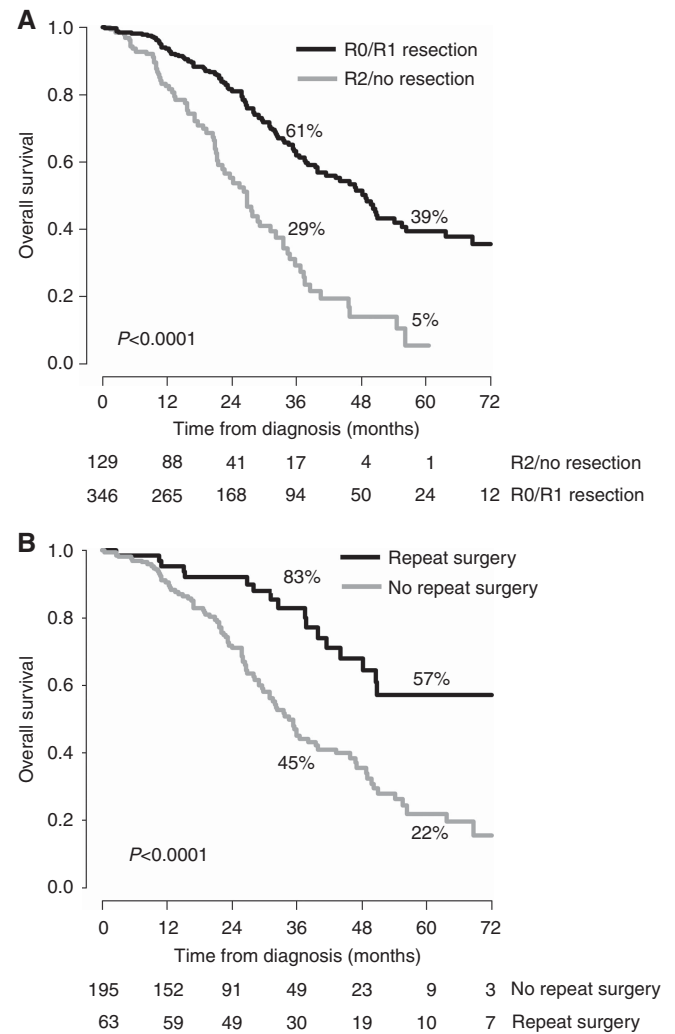 A
1.0
0.8
0.6
0.4
0.2
0.0
Overall survival
R0/R1 resection
R2/no resection
61%
39%
29%
5%
P<0.0001
0 12 24 36 48 60 72
Time from diagnosis (months)
129 88 41 17 4 1 R2/no resection
346 265 168 94 50 24 12 R0/R1 resection
B
1.0
0.8
0.6
0.4
0.2
0.0
Overall survival
Repeat surgery
No repeat surgery
83%
57%
45%
22%
P<0.0001
0 12 24 36 48 60 72
Time from diagnosis (months)
195 152 91 49 23 9 3 No repeat surgery
63 59 49 30 19 10 7 Repeat surgery